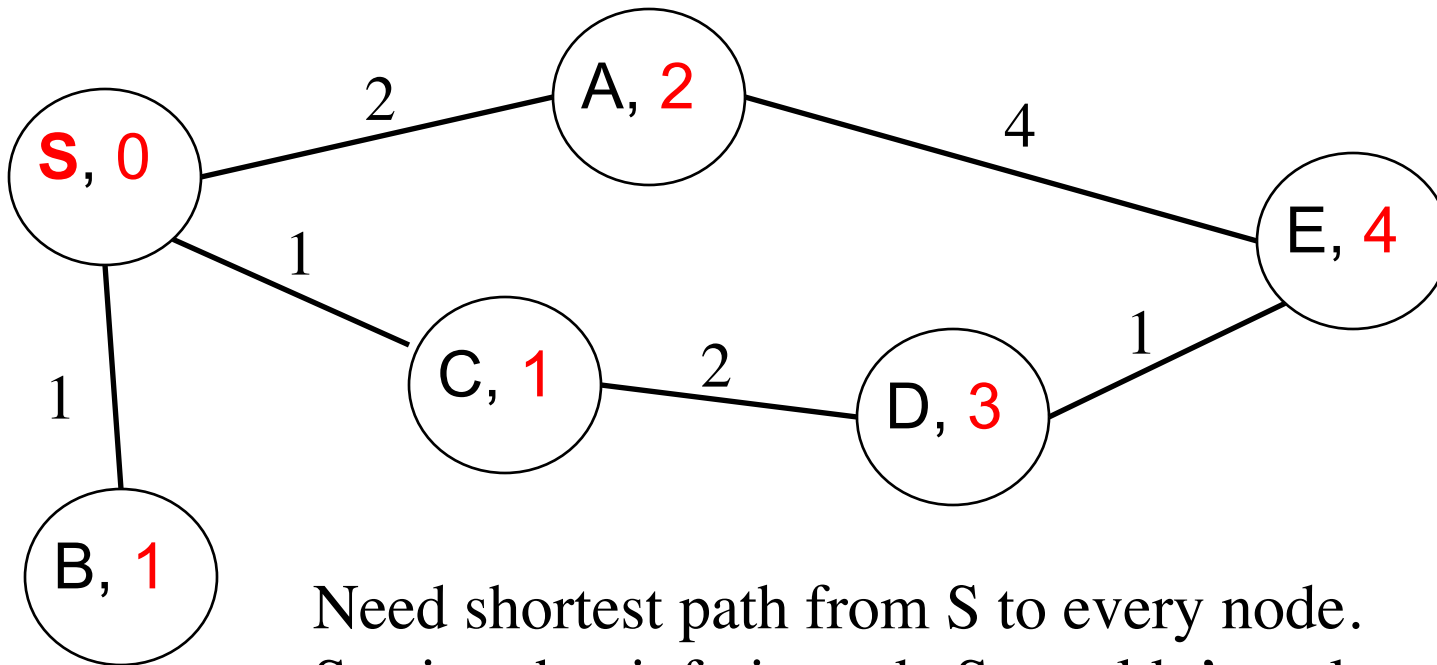 2
A, 2
4
S, 0
E, 4
1
C, 1
2
1
D, 3
1
B, 1
Need shortest path from S to every node.